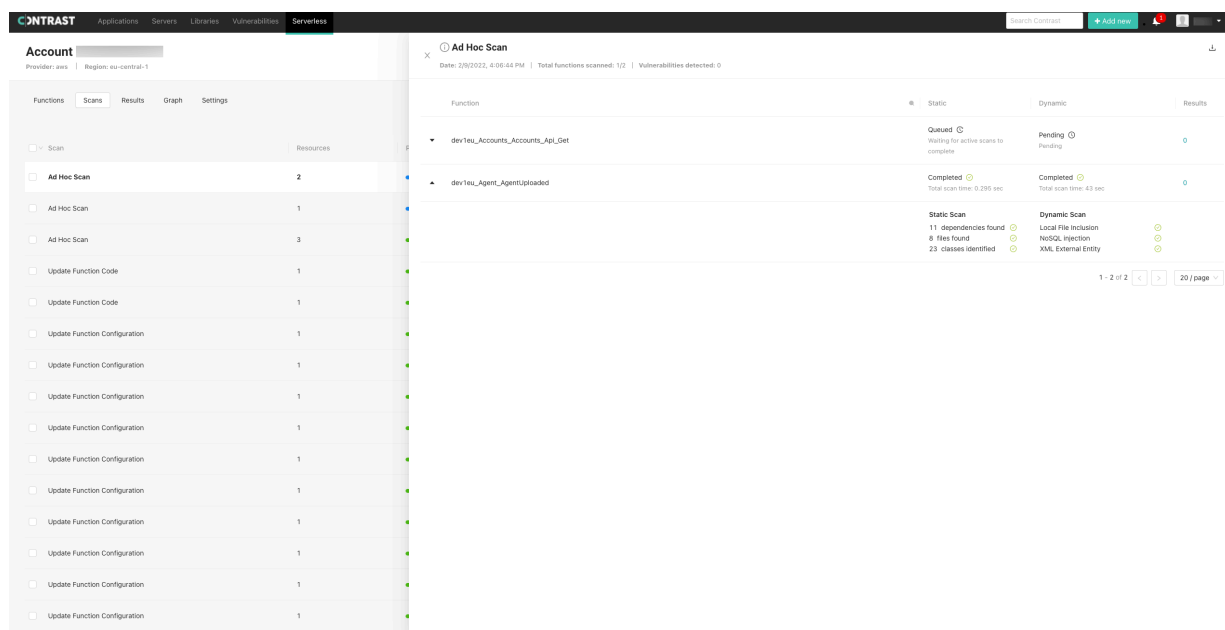 CONTRAST Applications Servers Libraries Vulnerabilities Serverless Search Contrast + Add new 1
Account
Provider: aws | Region: eu-central-1
Functions Scans Results Graph Settings
Scan Resources
Ad Hoc Scan 2
Ad Hoc Scan 1
Ad Hoc Scan 3
Update Function Code 1
Update Function Code 1
Update Function Configuration 1
Update Function Configuration 1
Update Function Configuration 1
Update Function Configuration 1
Update Function Configuration 1
Update Function Configuration 1
Update Function Configuration 1
Update Function Configuration 1
Update Function Configuration 1
Update Function Configuration 1
Ad Hoc Scan
Date: 2/9/2022, 4:06:44 PM | Total functions scanned: 1/2 | Vulnerabilities detected: 0
Function Static Dynamic Results
dev1eu_Accounts_Accounts_Api_Get Queued Pending 0
Waiting for active scans to Pending
complete
dev1eu_Agent_AgentUploaded Completed Completed 0
Total scan time: 0.295 sec Total scan time: 43 sec
Static Scan Dynamic Scan
11 dependencies found Local File Inclusion
8 files found NoSQL injection
23 classes identified XML External Entity
1 - 2 of 2 < > 20 / page